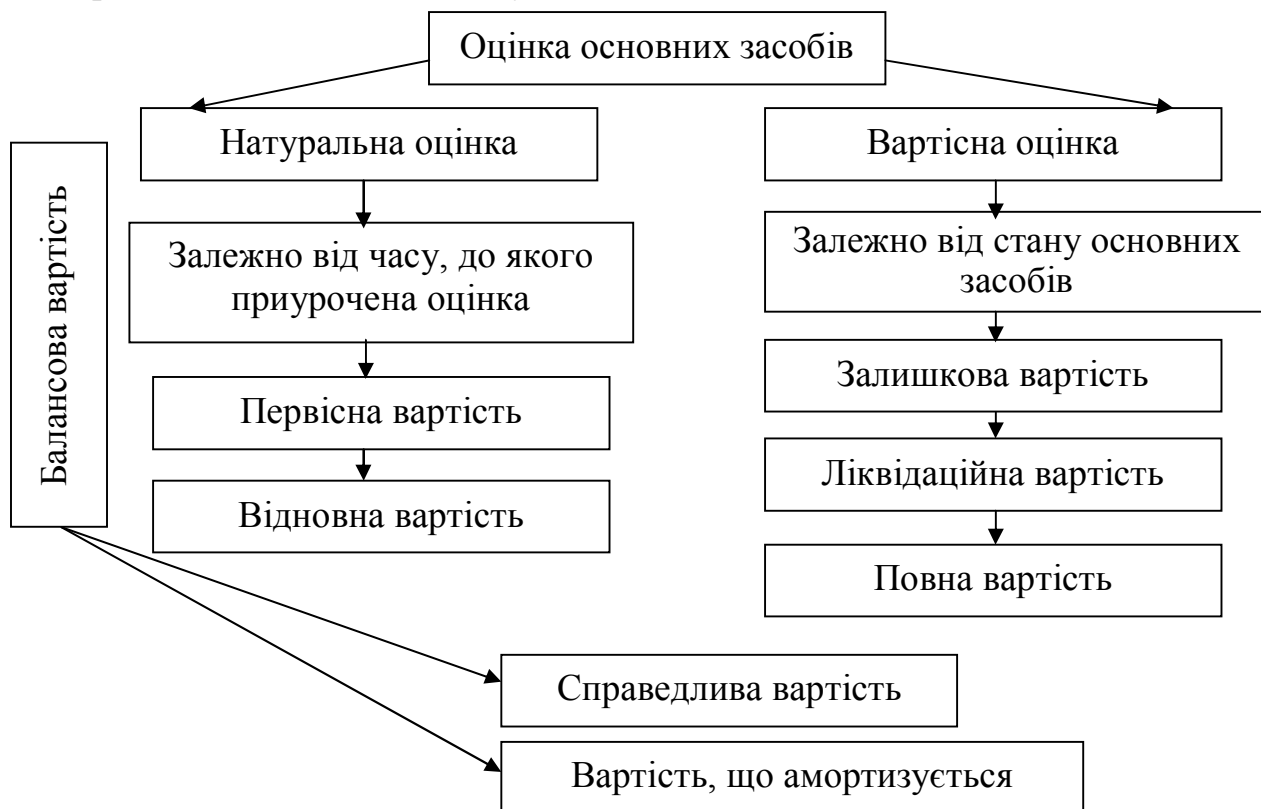 Оцінка основних засобів
Натуральна оцінка
Вартісна оцінка
Балансова вартість
Залежно від часу, до якого
приурочена оцінка
Залежно від стану основних
засобів
Первісна вартість
Залишкова вартість
Відновна вартість
Ліквідаційна вартість
Повна вартість
Справедлива вартість
Вартість, що амортизується